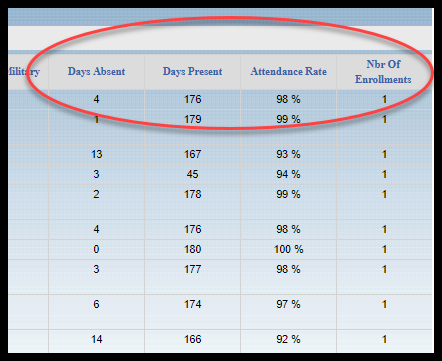 Nbr Of
Military Days Absent Days Present Attendance Rate Enrollments
4 176 98 % 1
1 179 99 % 1
13 167 93 % 1
3 45 94 % 1
2 178 99 % 1
4 176 98 % 1
0 180 100 % 1
3 177 98 % 1
6 174 97 % 1
14 166 92 % 1